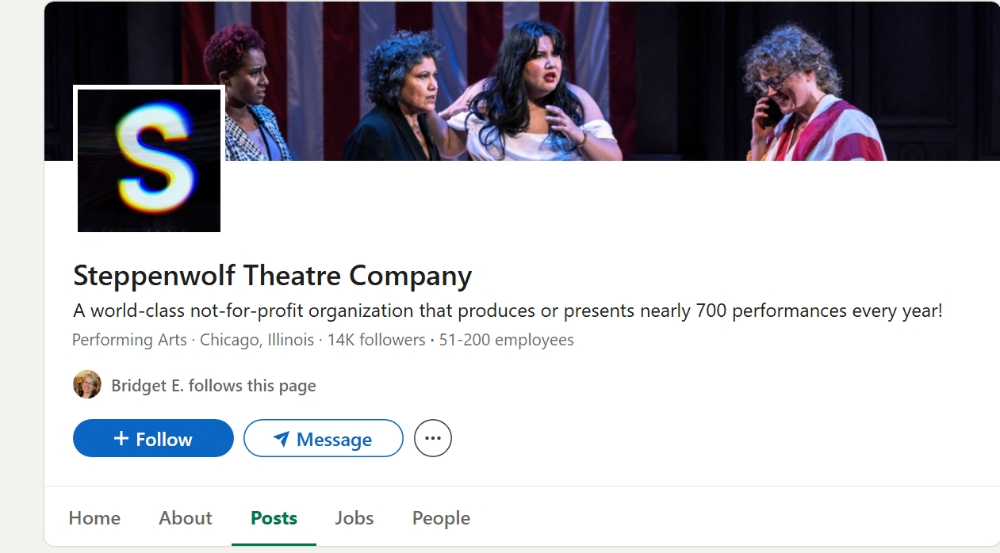 S
Steppenwolf Theatre Company
A world-class not-for-profit organization that produces or presents nearly 700 performances every year!
Performing Arts · Chicago, Illinois · 14K followers · 51-200 employees
Bridget E. follows this page
+ Follow
Message
···
Home
About
Posts
Jobs
People